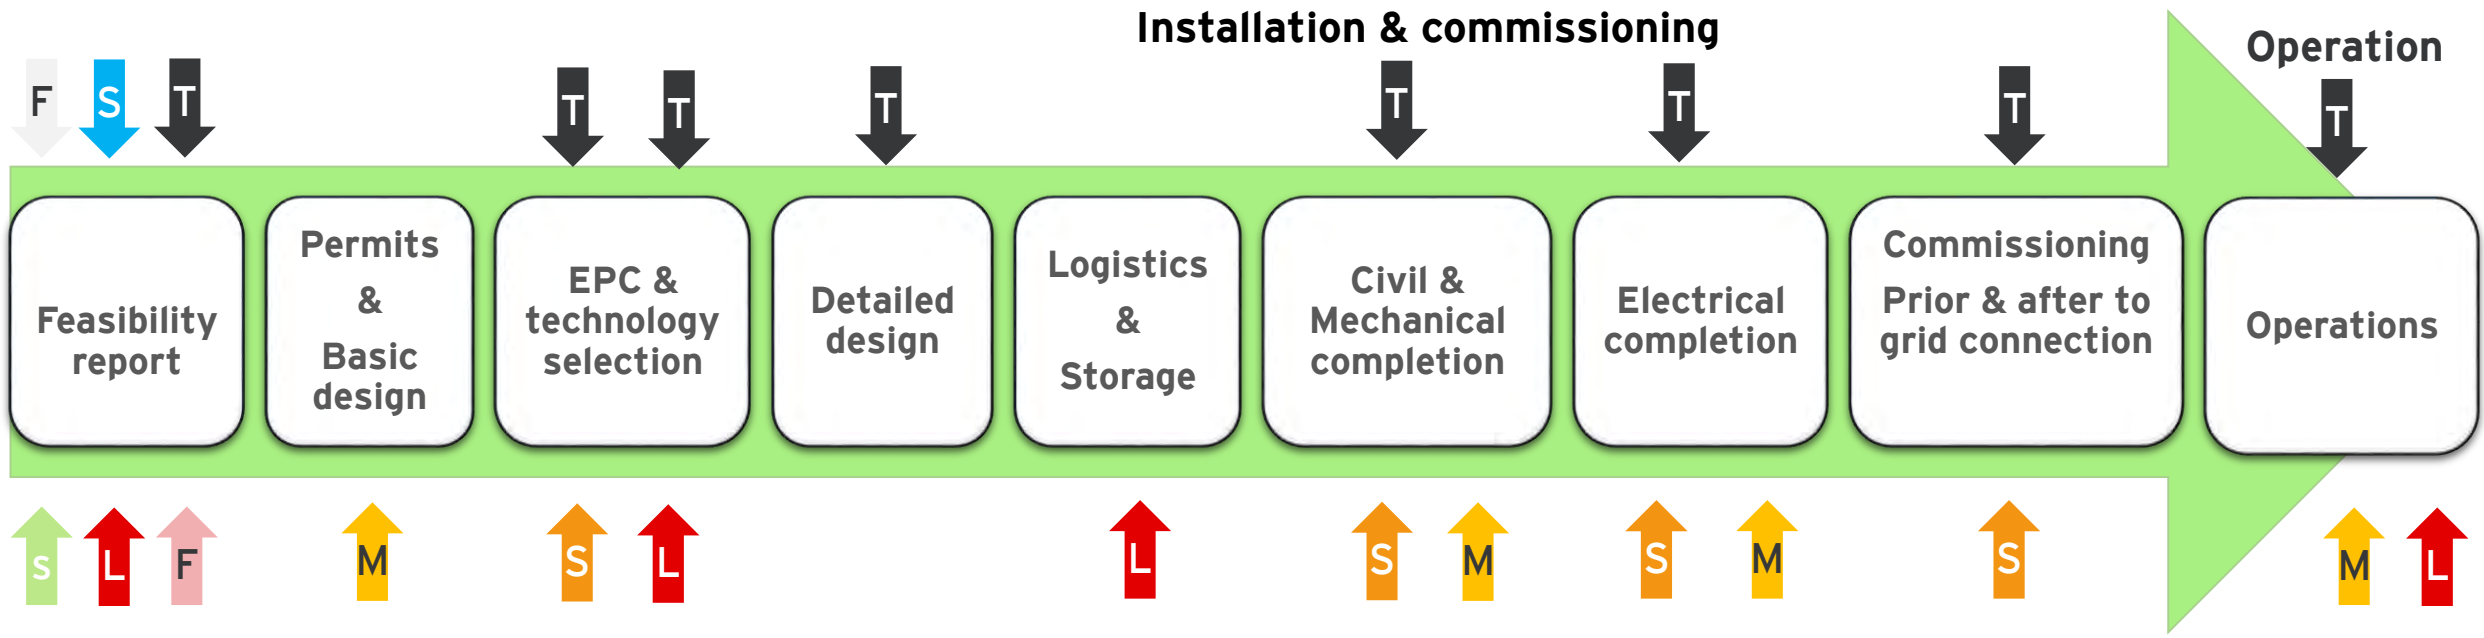 Installation & commissioning
Operation
F S T T T T T T T T
Feasibility
report
Permits
&
Basic
design
EPC &
technology
selection
Detailed
design
Logistics
&
Storage
Civil &
Mechanical
completion
Electrical
completion
Commissioning
Prior & after to
grid connection
Operations
s L F M S L L S M S M S M L